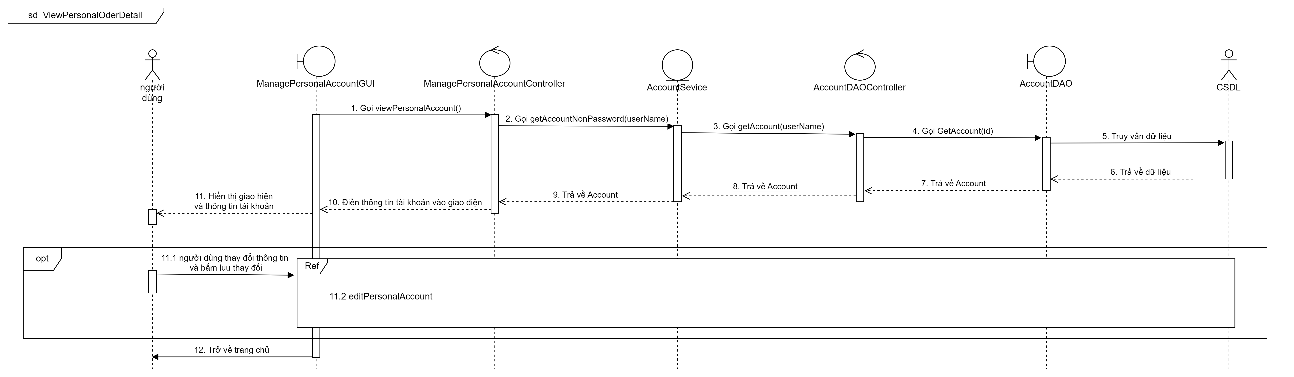 sd ViewPersonalOderDetail
người
dùng
ManagePersonalAccountGUI
ManagePersonalAccountController
AccountSevice
AccountDAOController
AccountDAO
CSDL
1. Gọi viewPersonalAccount()
2. Gọi getAccountNonPassword(userName)
3. Gọi getAccount(userName)
4. Gọi GetAccount(id)
5. Truy vấn dữ liệu
6. Trả về dữ liệu
7. Trả về Account
8. Trả về Account
9. Trả về Account
10. Điền thông tin tài khoản vào giao diện
11. Hiển thị giao hiện
và thông tin tài khoản
opt
11.1 người dùng thay đổi thông tin
và bấm lưu thay đổi
Ref
11.2 editPersonalAccount
12. Trở về trang chủ